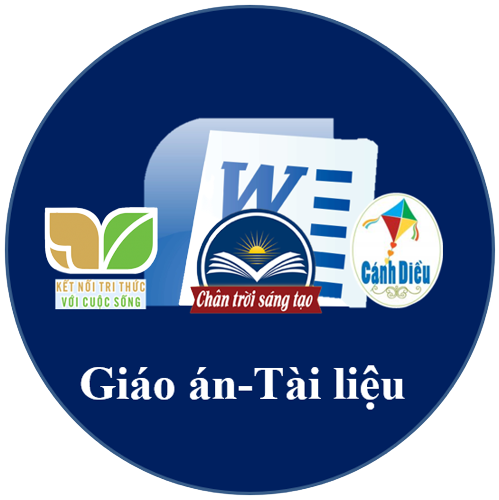 W
KẾT NỐI TRI THỨC
VỚI CUỘC SỐNG
Chân trời sáng tạo
Cánh Diều
Giáo án-Tài liệu